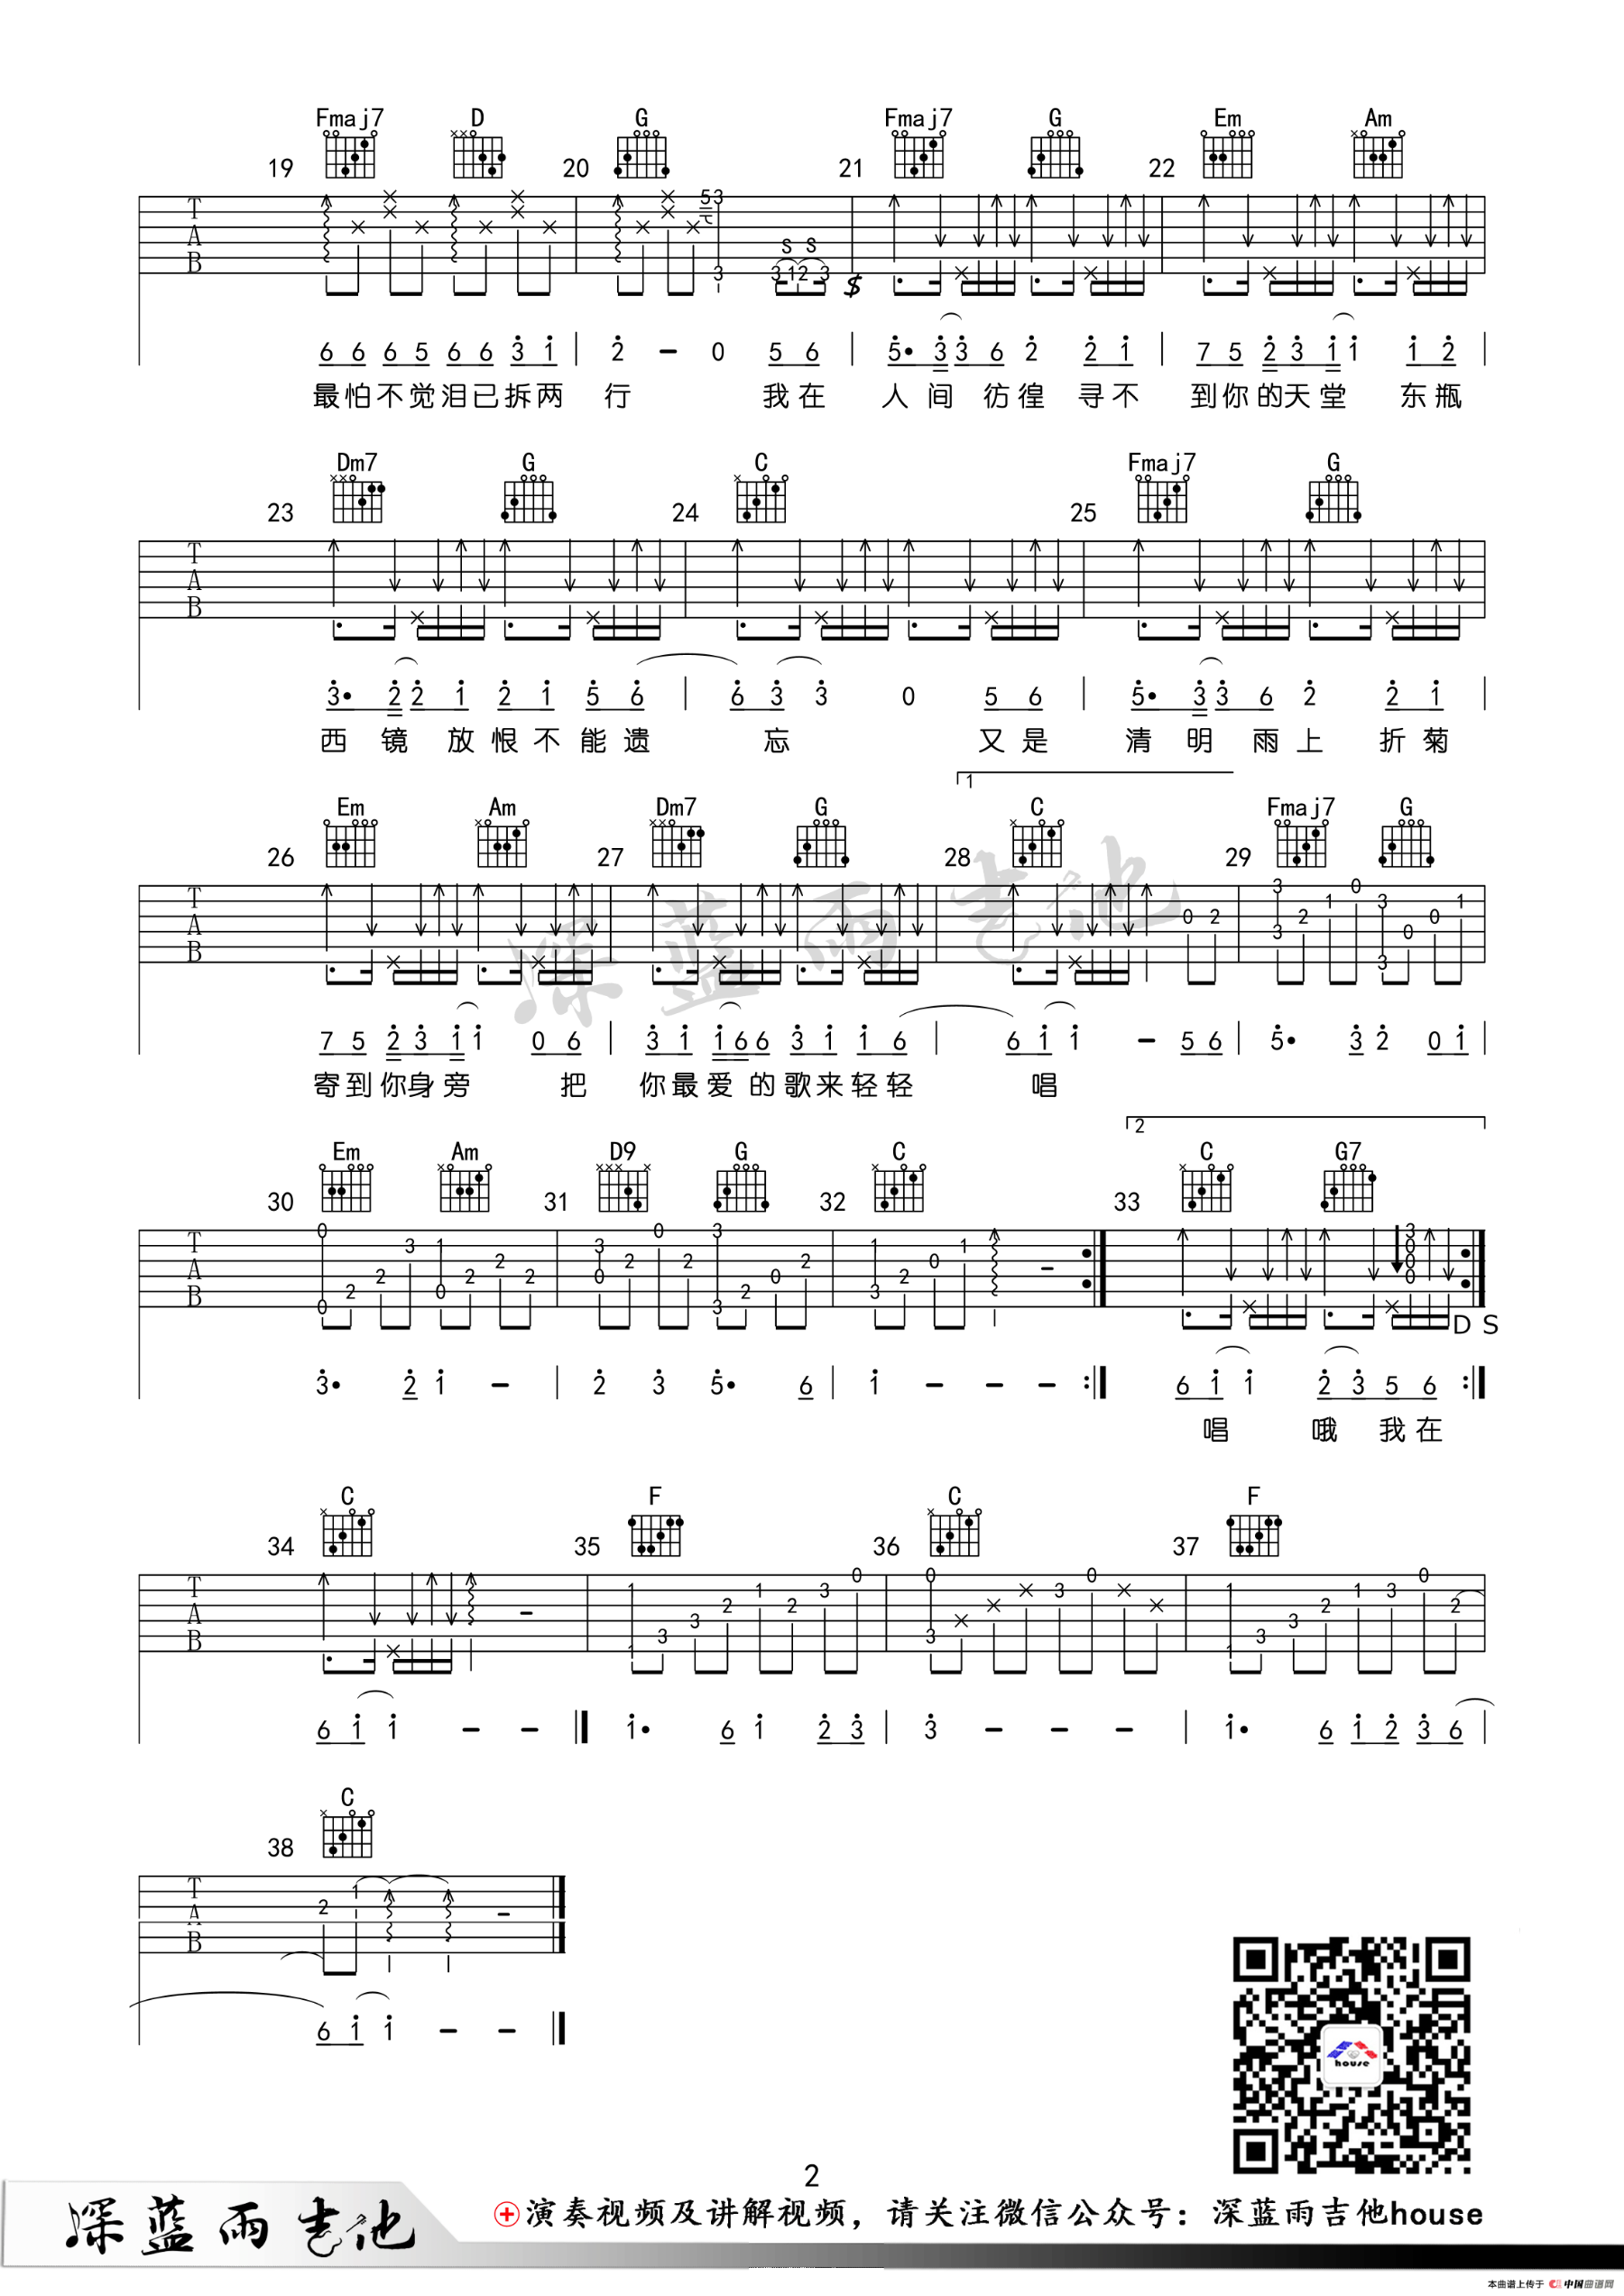 Fmaj7 D G Fmaj7 G Em Am
19 20 21 22
T
A
B
S S
6 6 6 5 6 6 3 1 | 2 - 0 5 6 | 5· 3 3 6 2 2 1 | 7 5 2 3 1 1 1 2 |
最怕不觉泪已拆两 行 我在 人间彷徨寻不 到你的天堂 东瓶
Dm7 G C Fmaj7 G
23 24 25
T
A
B
3· 2 2 1 2 1 5 6 | 6 3 3 0 5 6 | 5· 3 3 6 2 2 1 |
西镜放恨不能遗 忘 又是 清明雨上折菊
1
Em Am Dm7 G C Fmaj7 G
26 27 28 29
T
A
B
7 5 2 3 1 1 0 6 | 3 1 1 6 6 3 1 1 6 | 6 1 1 - 5 6 | 5· 3 2 0 1 |
寄到你身旁 把 你最爱的歌来轻轻 唱
深蓝雨吉他
2
Em Am D9 G C C G7
30 31 32 33
T
A
B
D S
3· 2 1 - | 2 3 5· 6 | 1 - - - :| 6 1 1 2 3 5 6 :|
唱 哦 我在
C F C F
34 35 36 37
T
A
B
6 1 1 - - | 1· 6 1 2 3 | 3 - - - | 1· 6 1 2 3 6 |
C
38
T
A
B
6 1 1 - -
house
2
深蓝雨吉他
演奏视频及讲解视频，请关注微信公众号：深蓝雨吉他house
本曲谱上传于 中国曲谱网